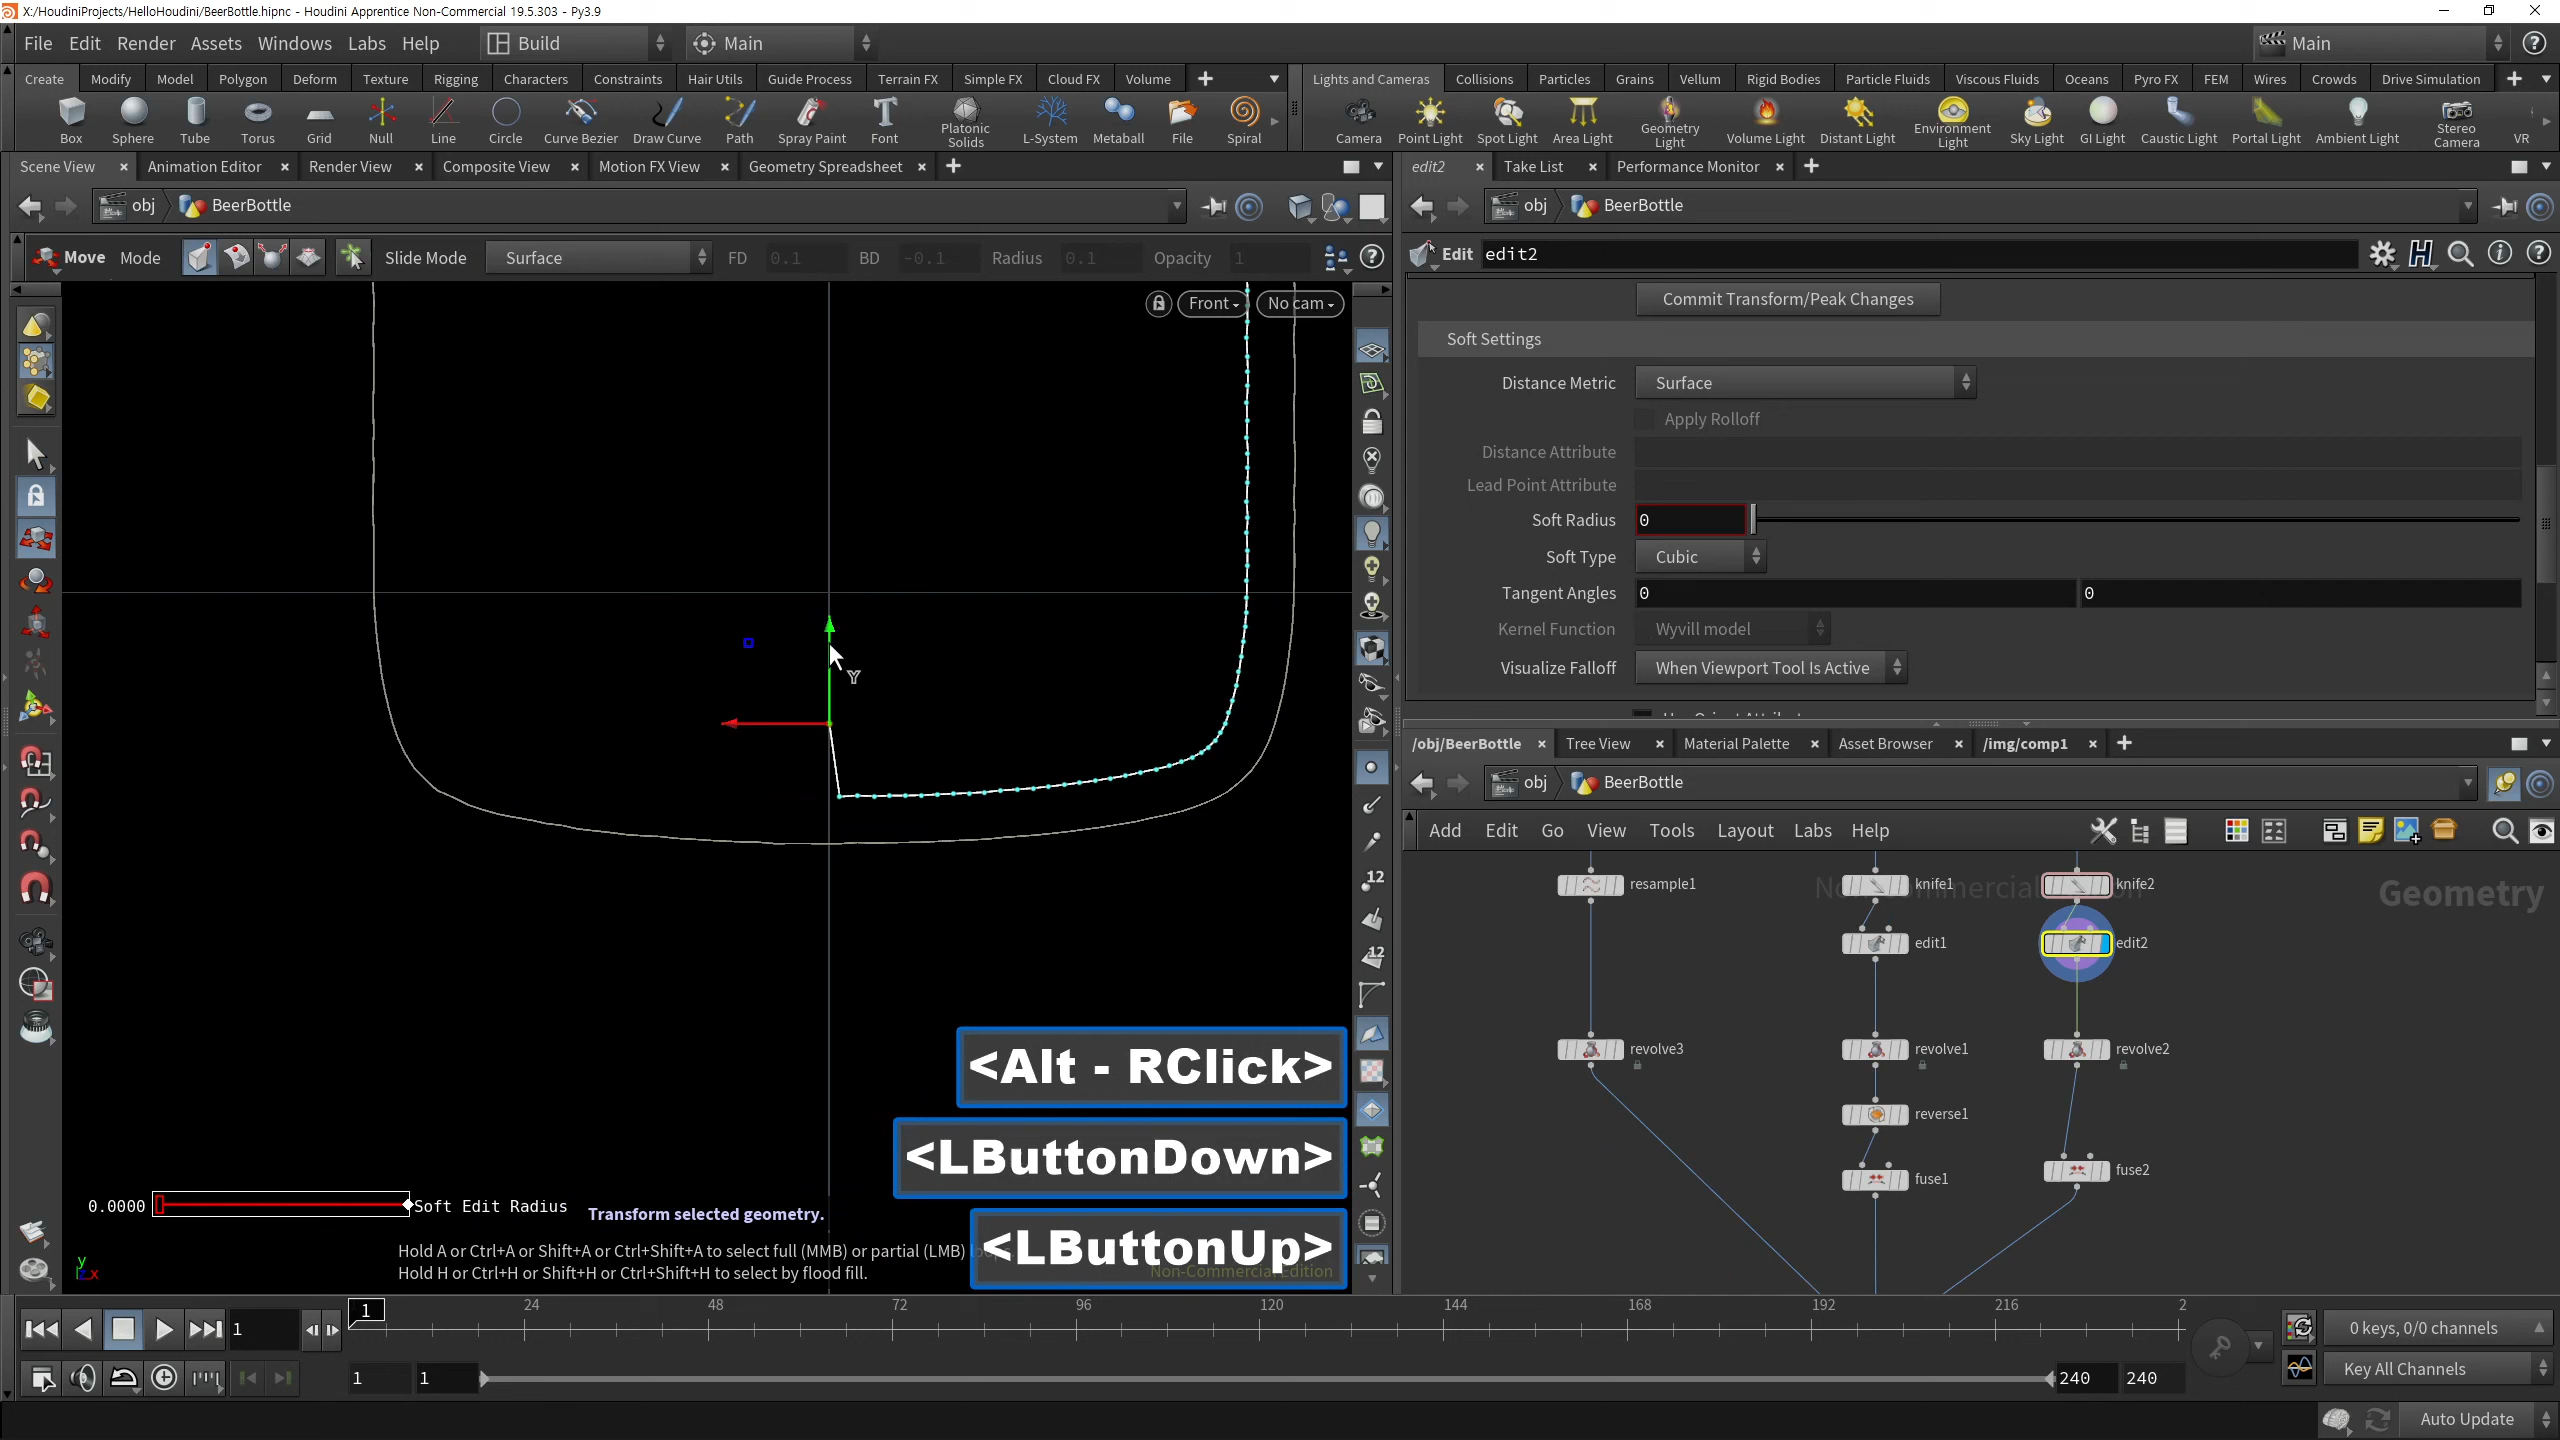 X:/HoudiniProjects/HelloHoudini/BeerBottle.hipnc - Houdini Apprentice Non-Commercial 19.5.303 - Py3.9
File Edit Render Assets Windows Labs Help Build Main Main
Create Modify Model Polygon Deform Texture Rigging Characters Constraints Hair Utils Guide Process Terrain FX Simple FX Cloud FX Volume
Lights and Cameras Collisions Particles Grains Vellum Rigid Bodies Particle Fluids Viscous Fluids Oceans Pyro FX FEM Wires Crowds Drive Simulation
Box Sphere Tube Torus Grid Null Line Circle Curve Bezier Draw Curve Path Spray Paint Font Platonic Solids L-System Metaball File Spiral
Camera Point Light Spot Light Area Light Geometry Light Volume Light Distant Light Environment Light Sky Light GI Light Caustic Light Portal Light Ambient Light Stereo Camera VR
Scene View Animation Editor Render View Composite View Motion FX View Geometry Spreadsheet
edit2 Take List Performance Monitor
obj BeerBottle
obj BeerBottle
Move Mode Slide Mode Surface FD 0.1 BD -0.1 Radius 0.1 Opacity 1
Edit edit2
Front No cam
Commit Transform/Peak Changes
Soft Settings
Distance Metric Surface
Apply Rolloff
Distance Attribute
Lead Point Attribute
Soft Radius 0
Soft Type Cubic
Tangent Angles 0 0
Kernel Function Wyvill model
Visualize Falloff When Viewport Tool Is Active
Y
/obj/BeerBottle Tree View Material Palette Asset Browser /img/comp1
obj BeerBottle
Add Edit Go View Tools Layout Labs Help
Geometry
resample1 knife1 knife2
edit1 edit2
revolve3 revolve1 revolve2
reverse1
fuse1 fuse2
12
12
<Alt - RClick>
<LButtonDown>
<LButtonUp>
0.0000 Soft Edit Radius Transform selected geometry.
Hold A or Ctrl+A or Shift+A or Ctrl+Shift+A to select full (MMB) or partial (LMB)
Hold H or Ctrl+H or Shift+H or Ctrl+Shift+H to select by flood fill.
Non-Commercial Edition
y
z x
1 1 24 48 72 96 120 144 168 192 216 2
0 keys, 0/0 channels
1 1 240 240
Key All Channels
Auto Update